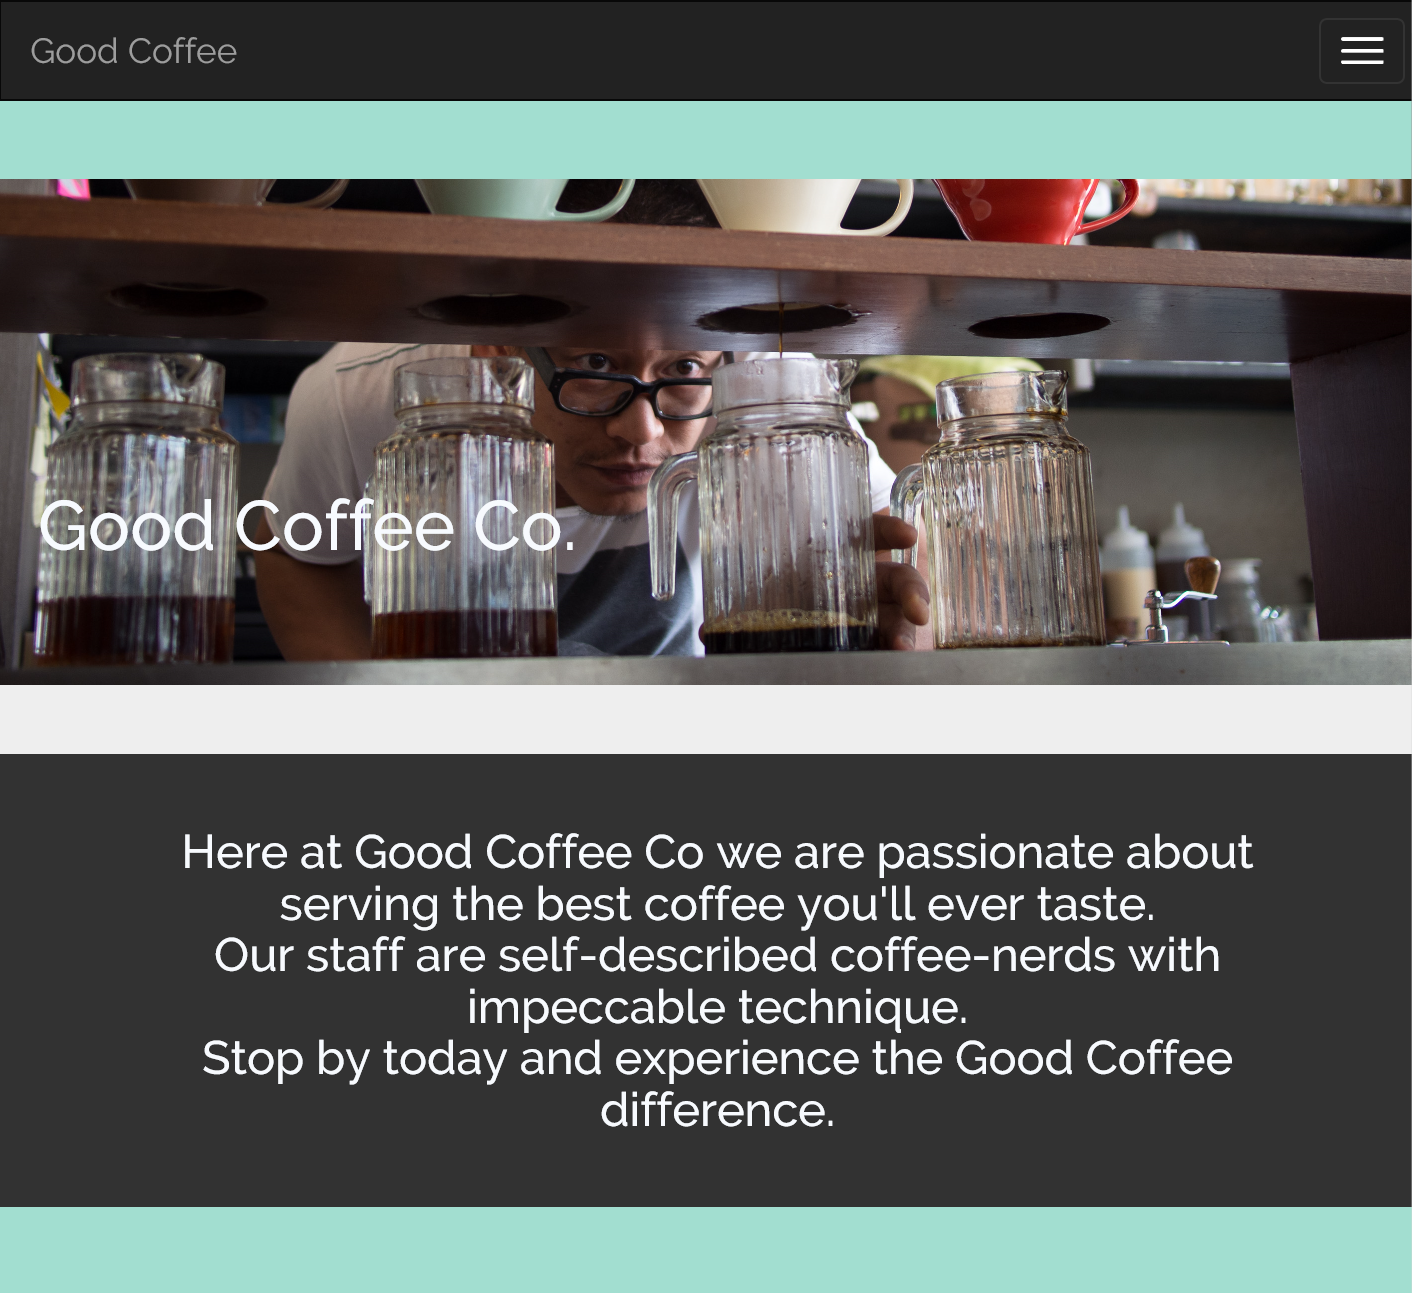 Good Coffee
Good Coffee Co.
Here at Good Coffee Co we are passionate about
serving the best coffee you'll ever taste.
Our staff are self-described coffee-nerds with
impeccable technique.
Stop by today and experience the Good Coffee
difference.